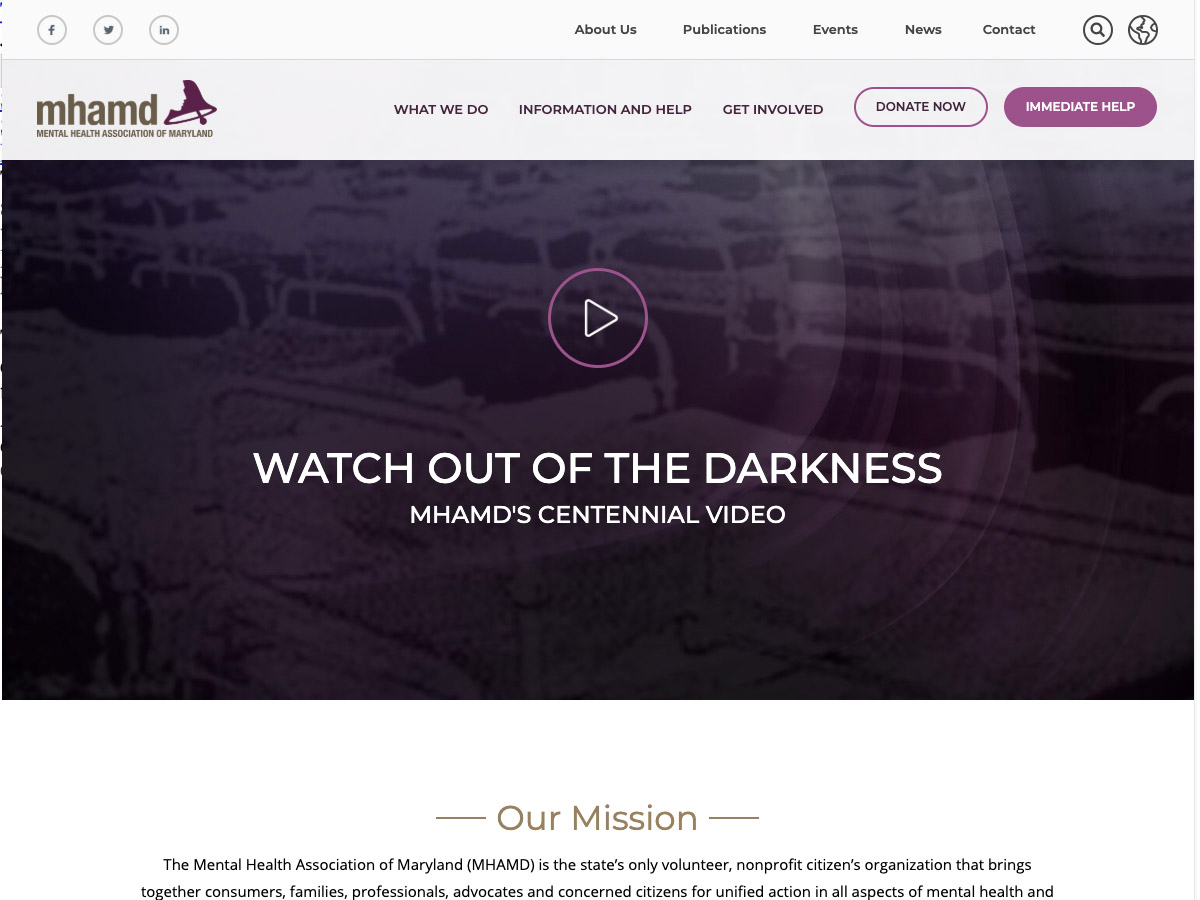 About Us
Publications
Events
News
Contact
mhamd
MENTAL HEALTH ASSOCIATION OF MARYLAND
WHAT WE DO
INFORMATION AND HELP
GET INVOLVED
DONATE NOW
IMMEDIATE HELP
WATCH OUT OF THE DARKNESS
MHAMD'S CENTENNIAL VIDEO
Our Mission
The Mental Health Association of Maryland (MHAMD) is the state’s only volunteer, nonprofit citizen’s organization that brings
together consumers, families, professionals, advocates and concerned citizens for unified action in all aspects of mental health and